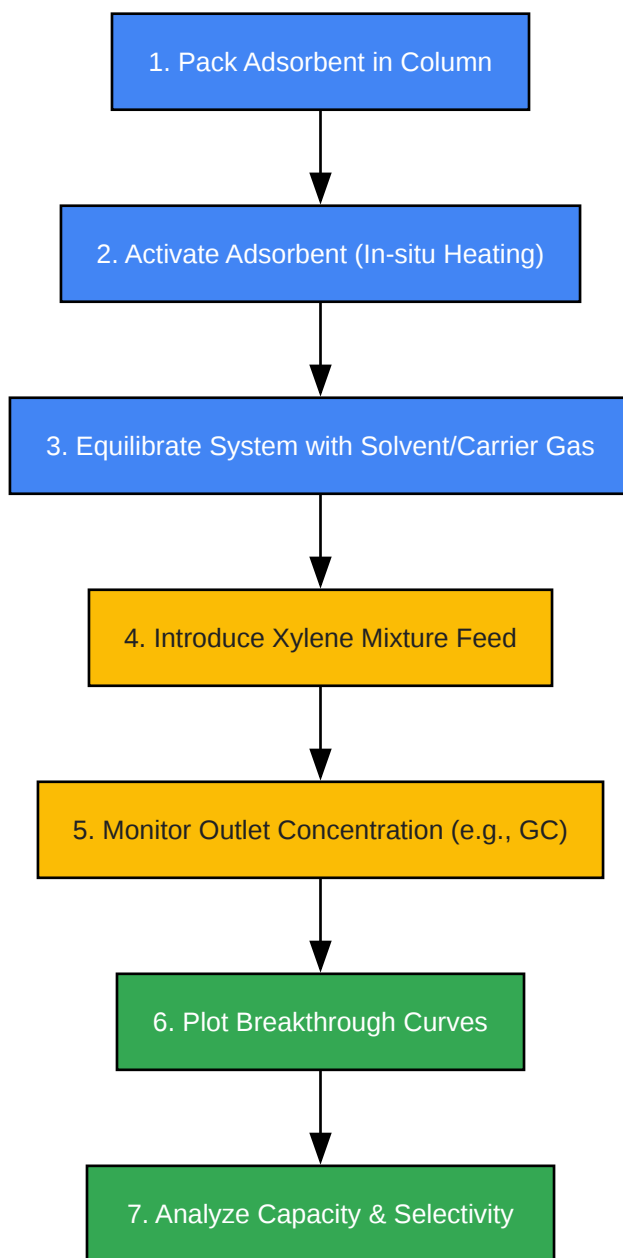 1. Pack Adsorbent in Column
2. Activate Adsorbent (In-situ Heating)
3. Equilibrate System with Solvent/Carrier Gas
4. Introduce Xylene Mixture Feed
5. Monitor Outlet Concentration (e.g., GC)
6. Plot Breakthrough Curves
7. Analyze Capacity & Selectivity